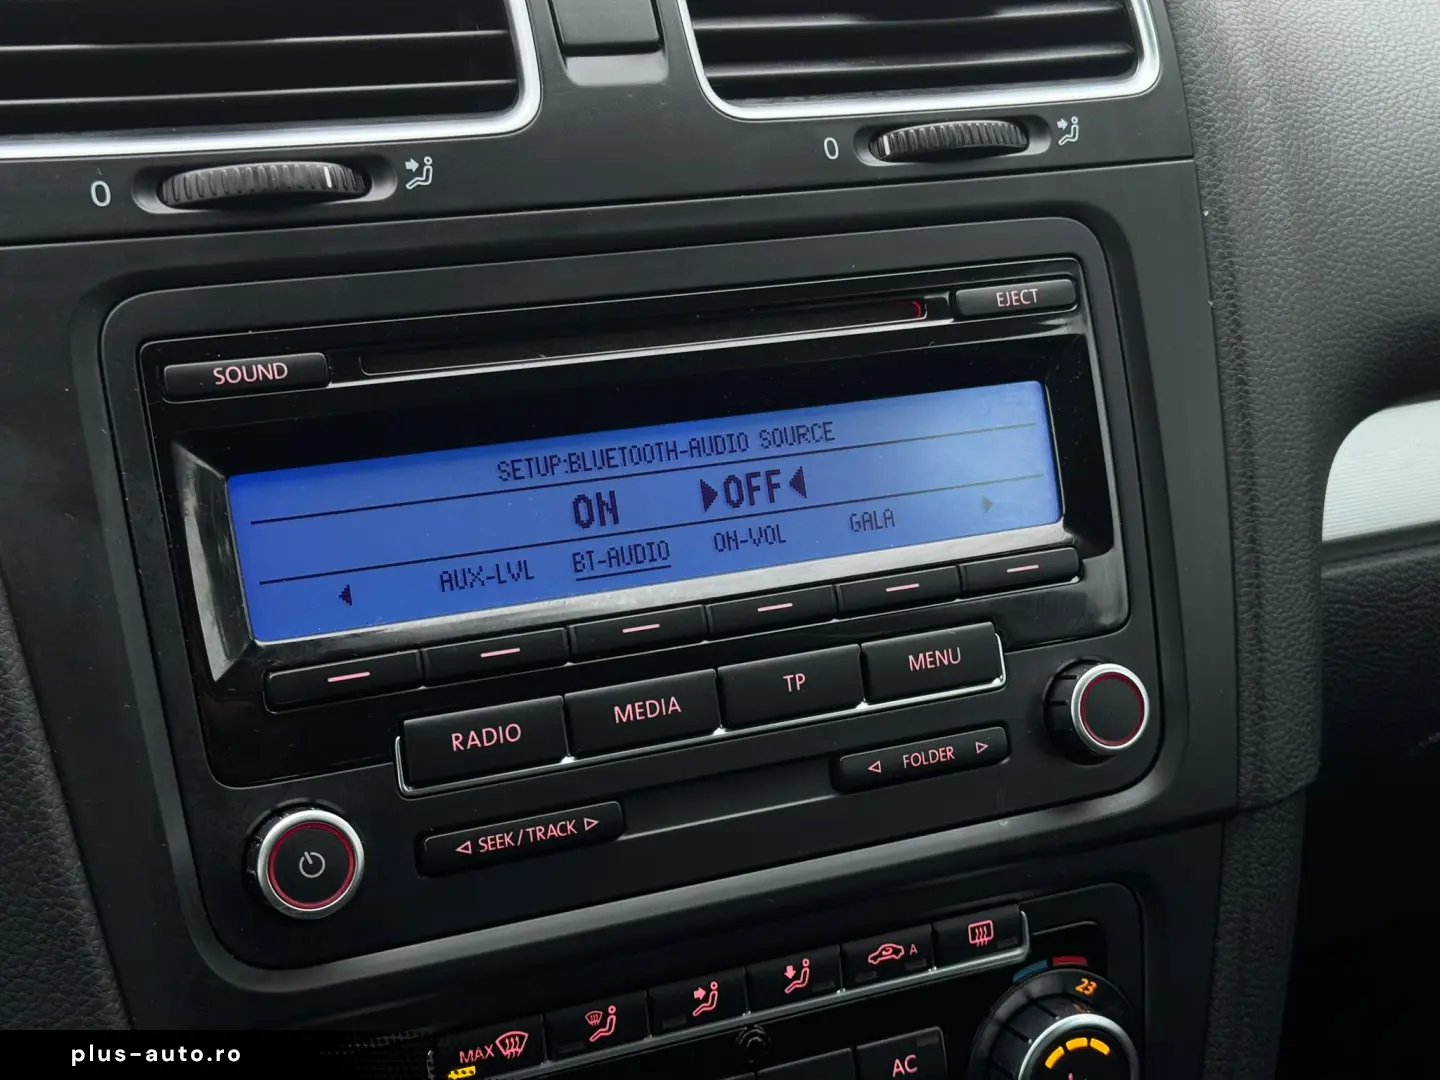 0
0
EJECT
SOUND
SETUP:BLUETOOTH-AUDIO SOURCE
ON ▶OFF◀
◀ AUX-LVL BT-AUDIO ON-VOL GALA ▶
RADIO MEDIA TP MENU
◁ SEEK/TRACK ▷
◁ FOLDER ▷
A
23
MAX
AC
plus-auto.ro